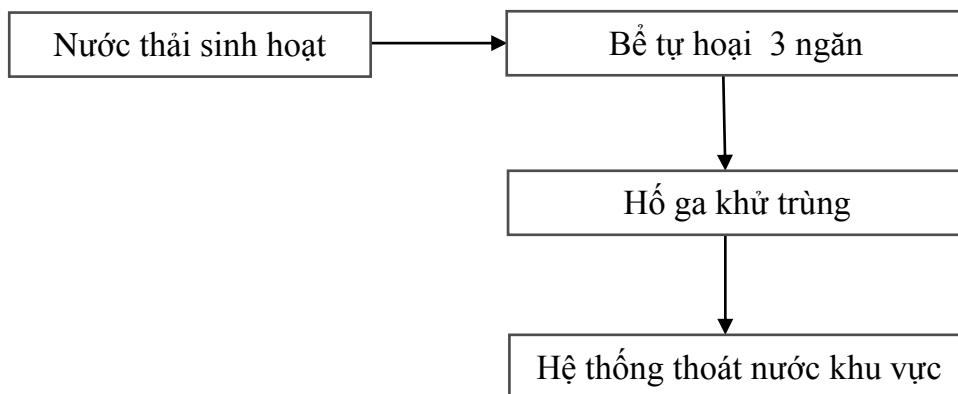 Nước thải sinh hoạt
Bể tự hoại 3 ngăn
Hố ga khử trùng
Hệ thống thoát nước khu vực